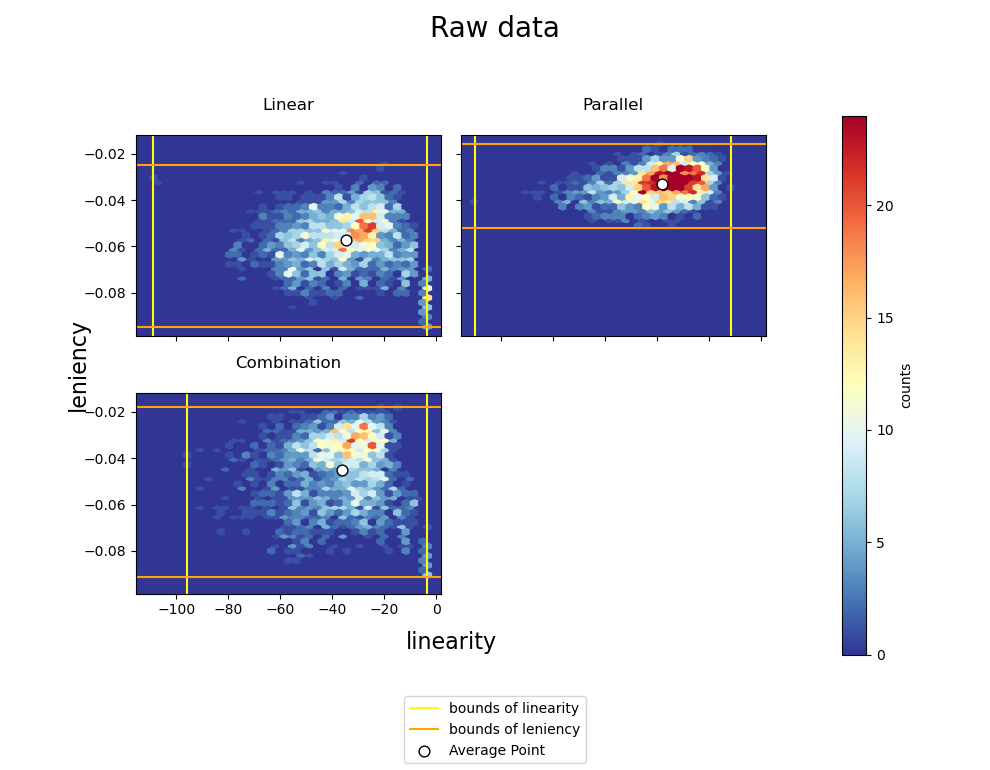 Raw data
Linear
Parallel
−0.02
−0.04
−0.06
−0.08
20
15
10
5
0
counts
leniency
Combination
−0.02
−0.04
−0.06
−0.08
−100 −80 −60 −40 −20 0
linearity
bounds of linearity
bounds of leniency
Average Point